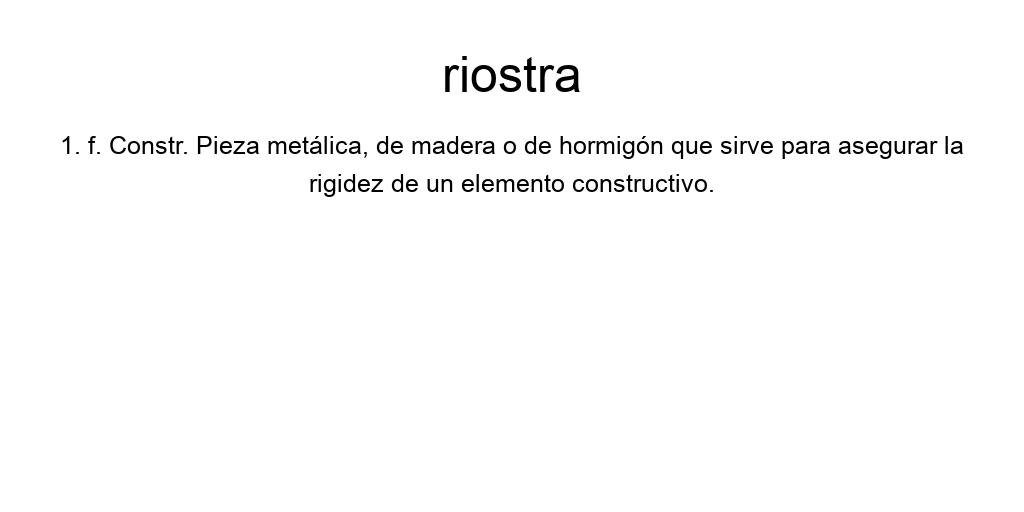 riostra
1. f. Constr. Pieza metálica, de madera o de hormigón que sirve para asegurar la
rigidez de un elemento constructivo.